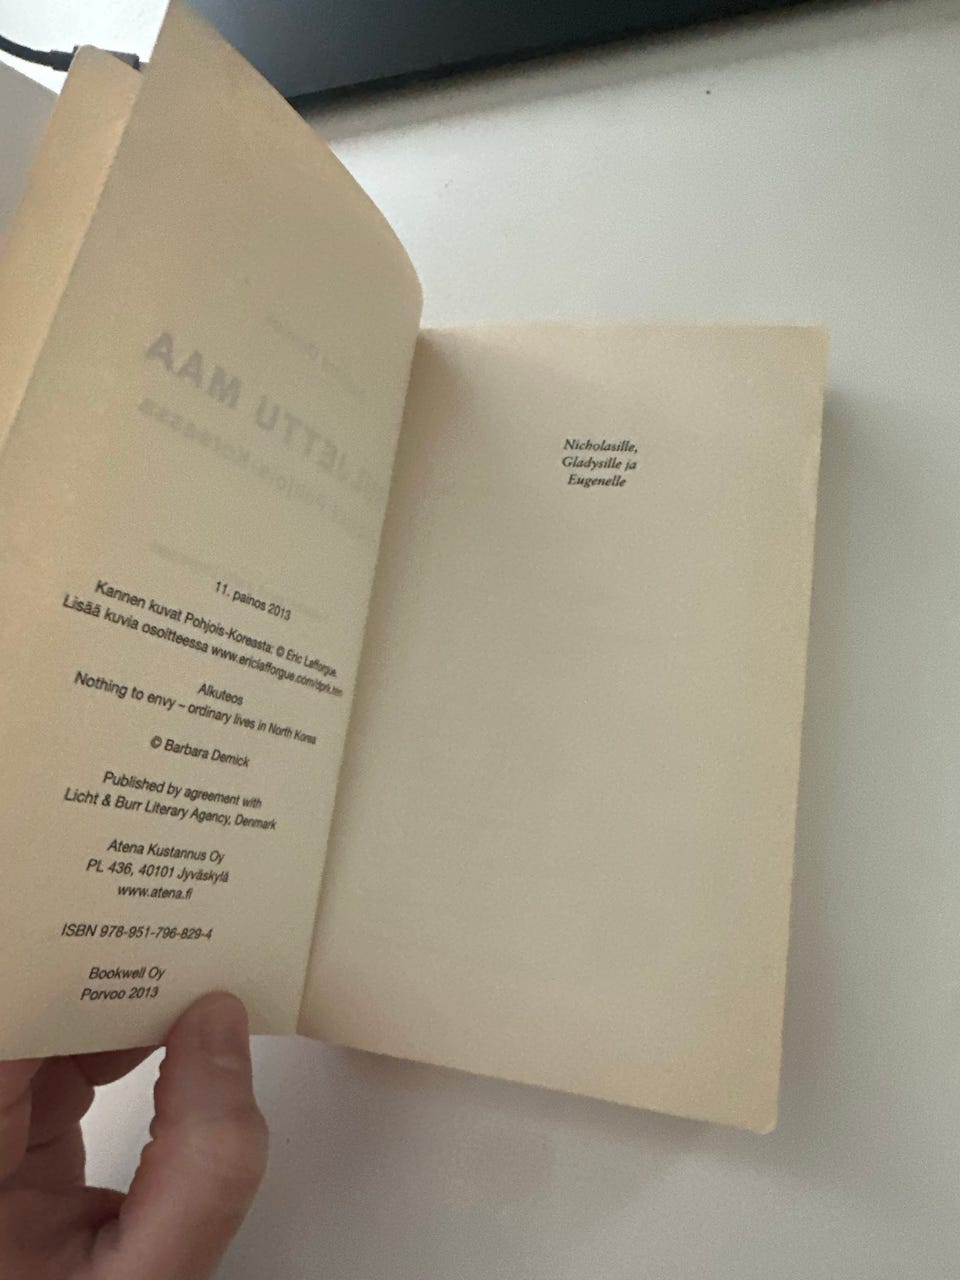 11. painos 2013
Kannen kuvat Pohjois-Koreasta: © Eric Lafforgue.
Lisää kuvia osoitteessa www.ericlafforgue.com/dprk.htm
Alkuteos
Nothing to envy – ordinary lives in North Korea
© Barbara Demick
Published by agreement with
Licht & Burr Literary Agency, Denmark
Atena Kustannus Oy
PL 436, 40101 Jyväskylä
www.atena.fi
ISBN 978-951-796-829-4
Bookwell Oy
Porvoo 2013
Nicholasille,
Gladysille ja
Eugenelle